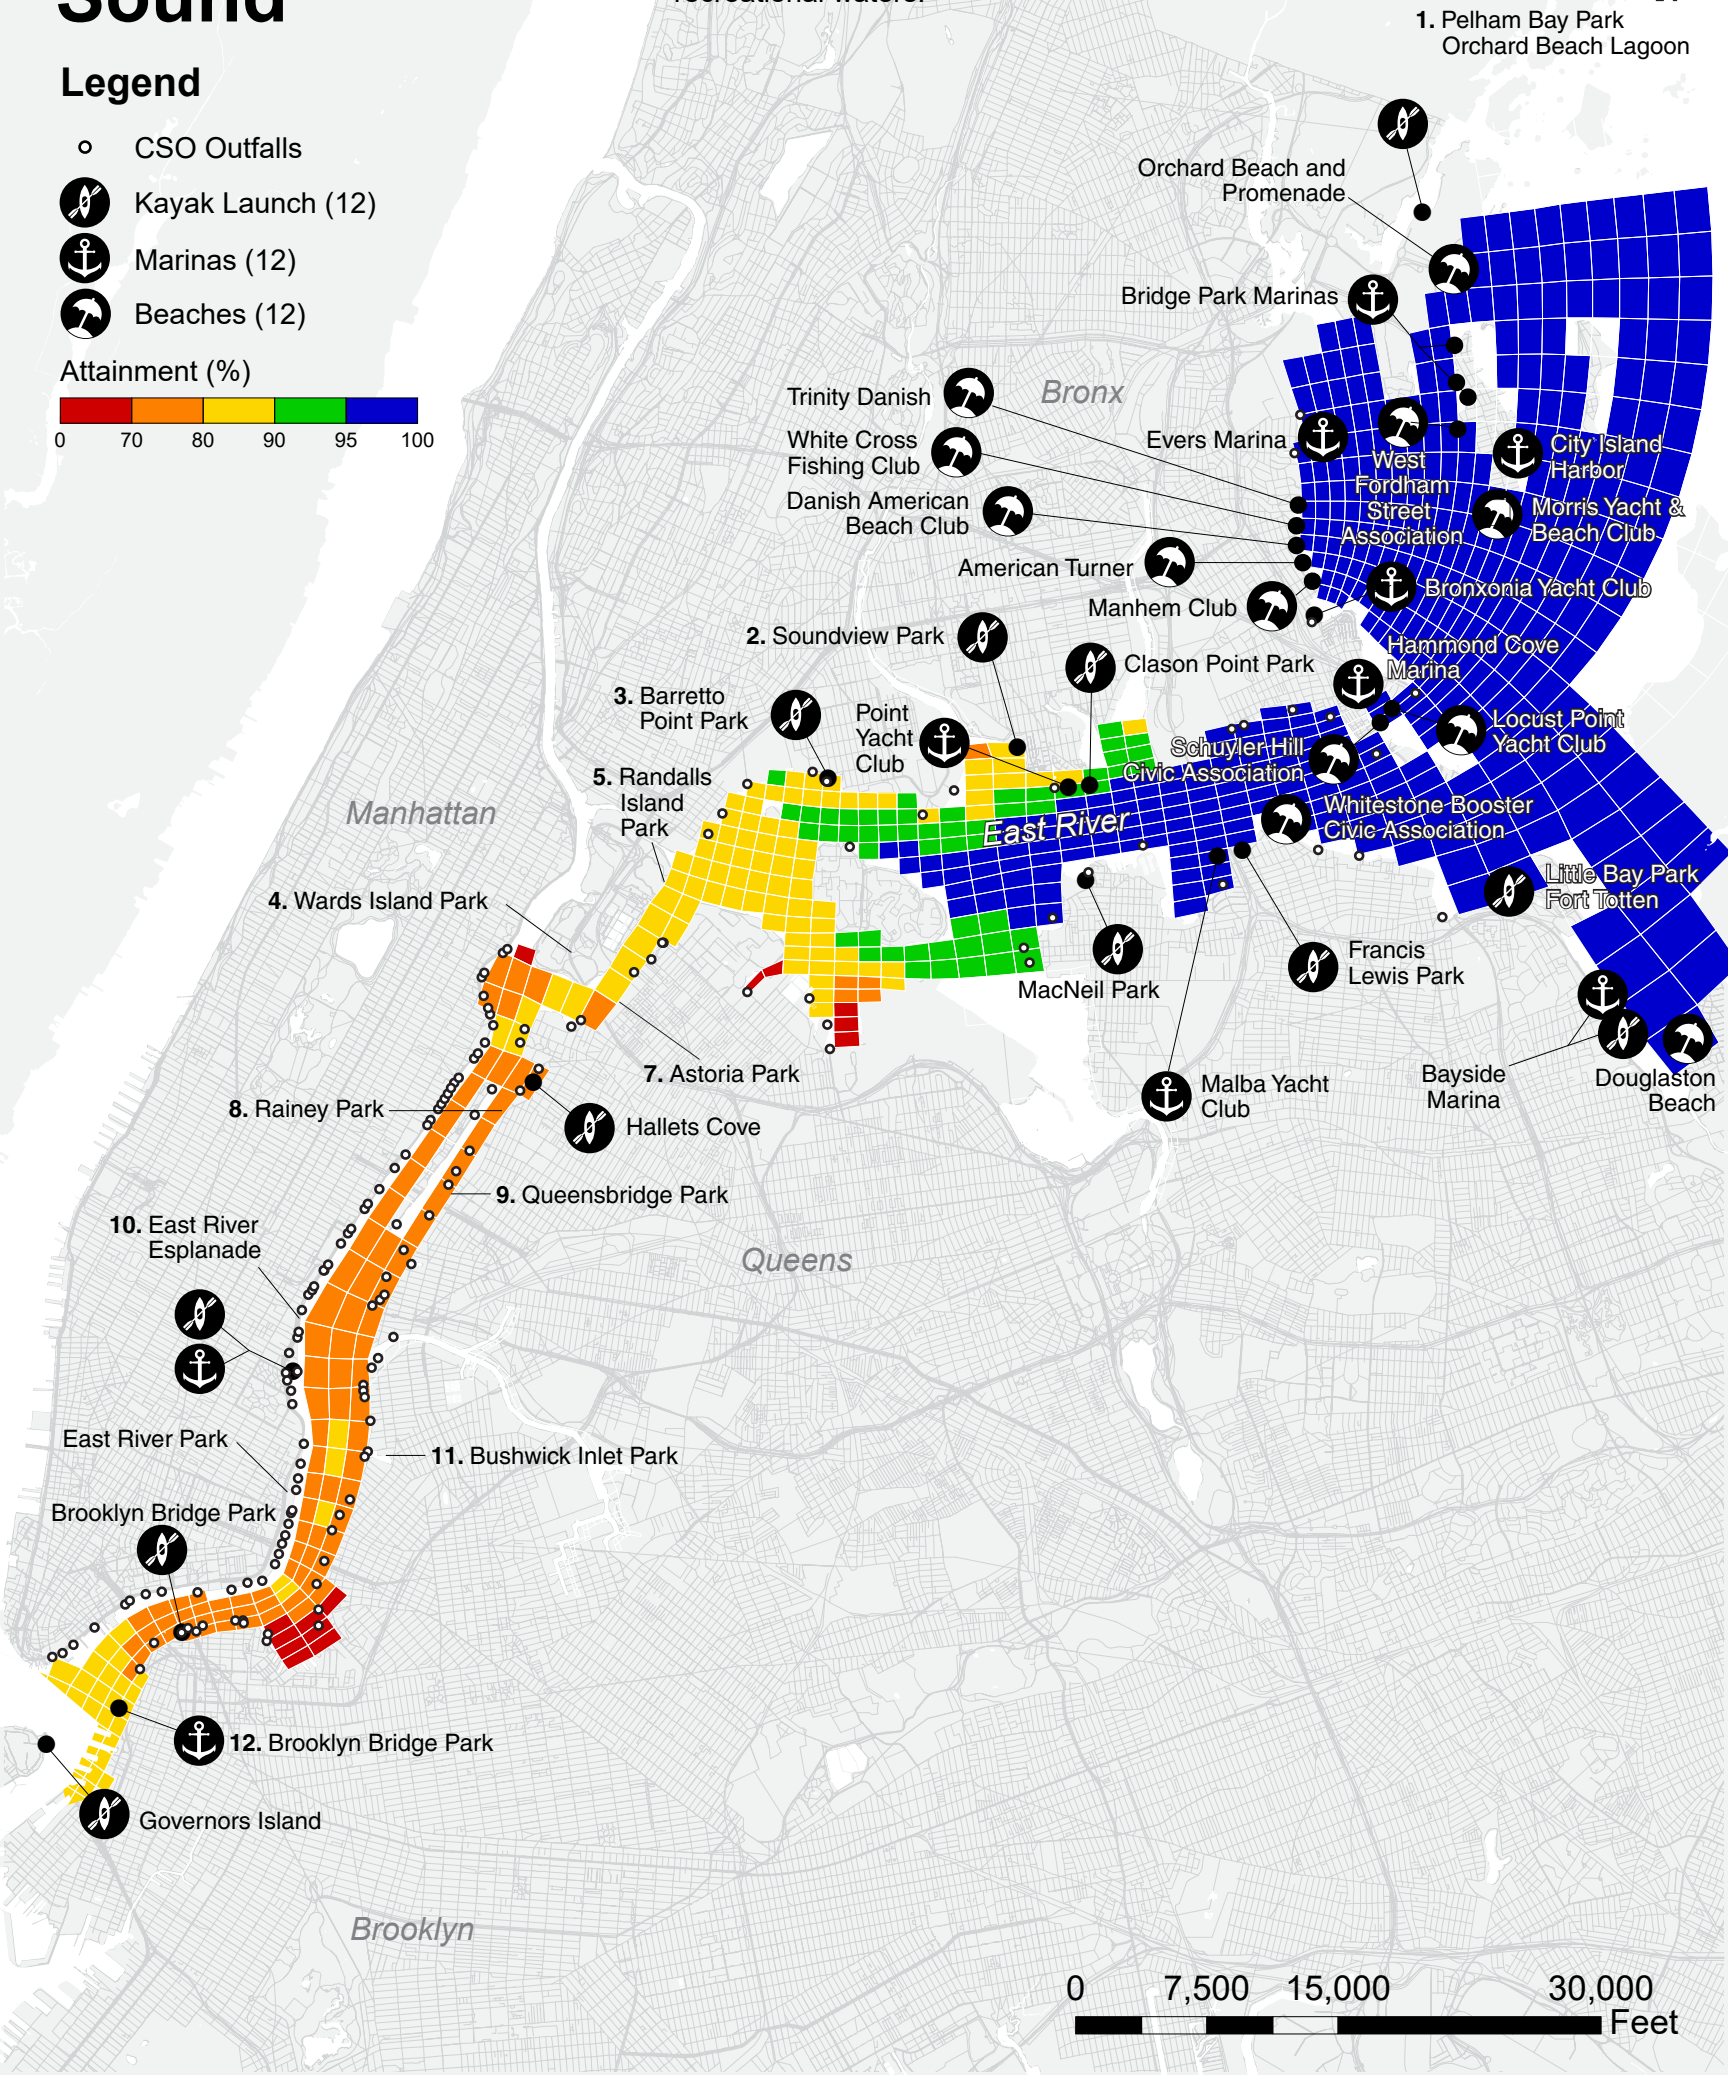 Sound
recreational waters.
1. Pelham Bay Park
Orchard Beach Lagoon
Legend
CSO Outfalls
Kayak Launch (12)
Marinas (12)
Beaches (12)
Attainment (%)
0 70 80 90 95 100
Orchard Beach and
Promenade
Bridge Park Marinas
Bronx
Trinity Danish
White Cross
Fishing Club
Evers Marina
West
Fordham
Street
Association
City Island
Harbor
Danish American
Beach Club
Morris Yacht &
Beach Club
American Turner
Bronxonia Yacht Club
Manhem Club
2. Soundview Park
Clason Point Park
Hammond Cove
Marina
3. Barretto
Point Park
Point
Yacht
Club
Locust Point
Yacht Club
Schuyler Hill
Civic Association
5. Randalls
Island
Park
Manhattan
East River
Whitestone Booster
Civic Association
4. Wards Island Park
Little Bay Park
Fort Totten
Francis
Lewis Park
MacNeil Park
7. Astoria Park
Malba Yacht
Club
Bayside
Marina
Douglaston
Beach
8. Rainey Park
Hallets Cove
9. Queensbridge Park
10. East River
Esplanade
Queens
East River Park
11. Bushwick Inlet Park
Brooklyn Bridge Park
12. Brooklyn Bridge Park
Governors Island
Brooklyn
0 7,500 15,000 30,000
Feet